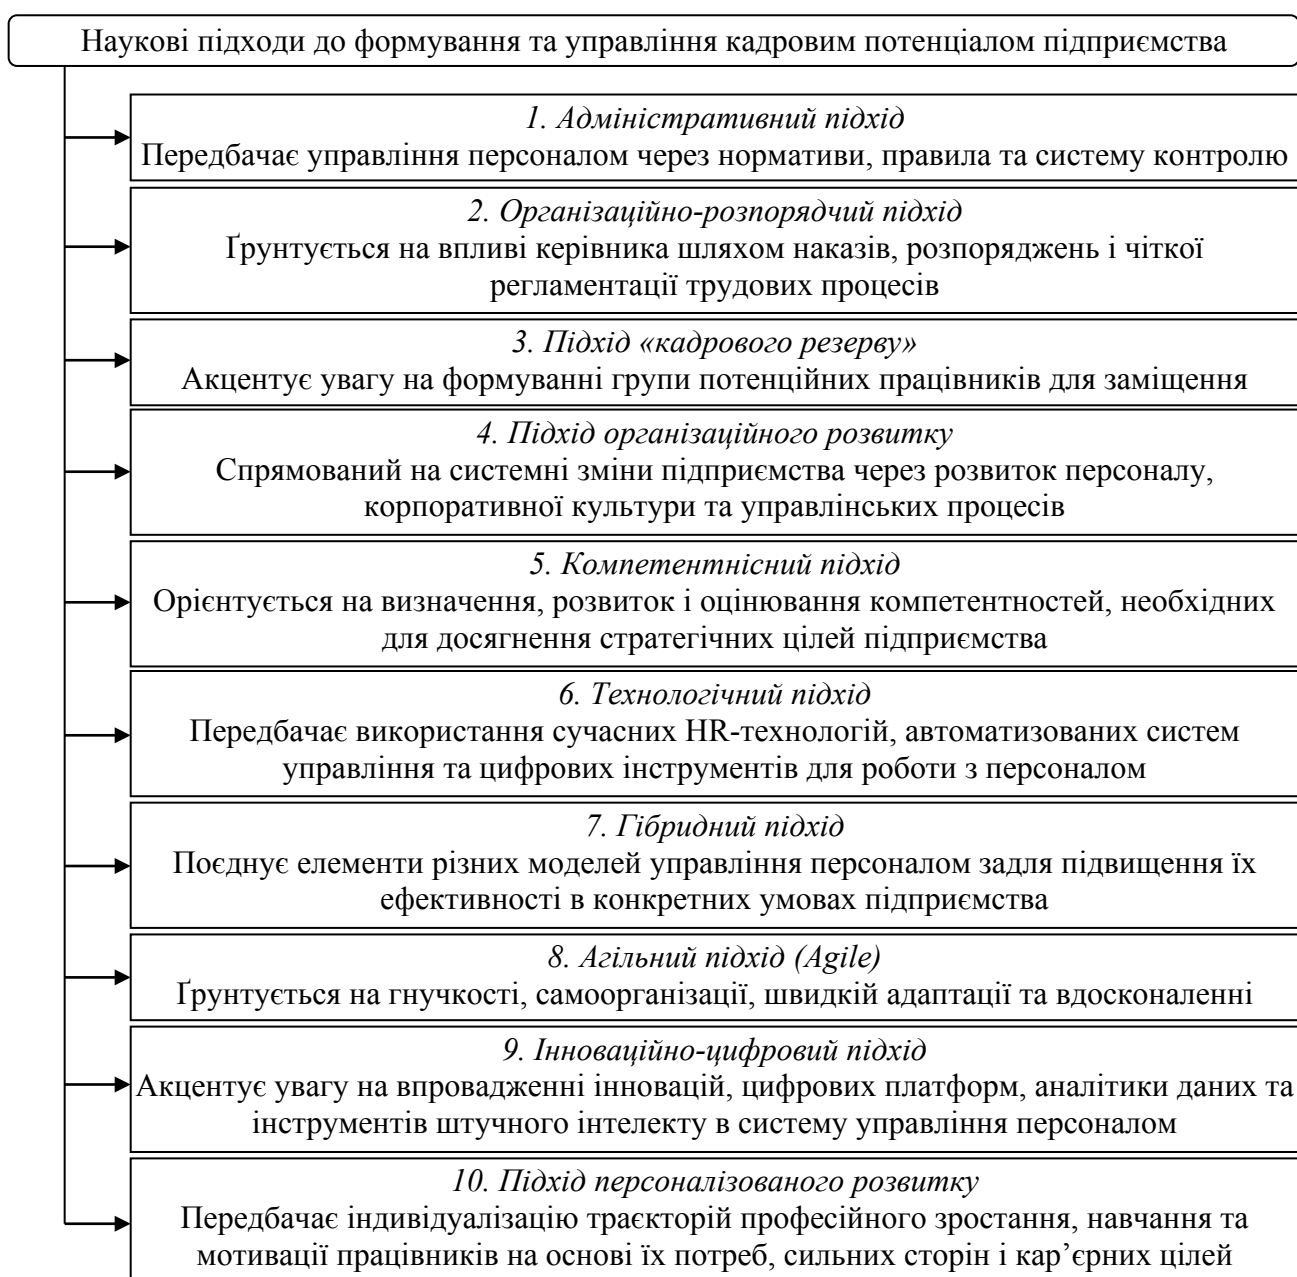 Наукові підходи до формування та управління кадровим потенціалом підприємства
1. Адміністративний підхід
Передбачає управління персоналом через нормативи, правила та систему контролю
2. Організаційно-розпорядчий підхід
Ґрунтується на впливі керівника шляхом наказів, розпоряджень і чіткої
регламентації трудових процесів
3. Підхід «кадрового резерву»
Акцентує увагу на формуванні групи потенційних працівників для заміщення
4. Підхід організаційного розвитку
Спрямований на системні зміни підприємства через розвиток персоналу,
корпоративної культури та управлінських процесів
5. Компетентнісний підхід
Орієнтується на визначення, розвиток і оцінювання компетентностей, необхідних
для досягнення стратегічних цілей підприємства
6. Технологічний підхід
Передбачає використання сучасних HR-технологій, автоматизованих систем
управління та цифрових інструментів для роботи з персоналом
7. Гібридний підхід
Поєднує елементи різних моделей управління персоналом задля підвищення їх
ефективності в конкретних умовах підприємства
8. Агільний підхід (Agile)
Ґрунтується на гнучкості, самоорганізації, швидкій адаптації та вдосконаленні
9. Інноваційно-цифровий підхід
Акцентує увагу на впровадженні інновацій, цифрових платформ, аналітики даних та
інструментів штучного інтелекту в систему управління персоналом
10. Підхід персоналізованого розвитку
Передбачає індивідуалізацію траєкторій професійного зростання, навчання та
мотивації працівників на основі їх потреб, сильних сторін і кар’єрних цілей